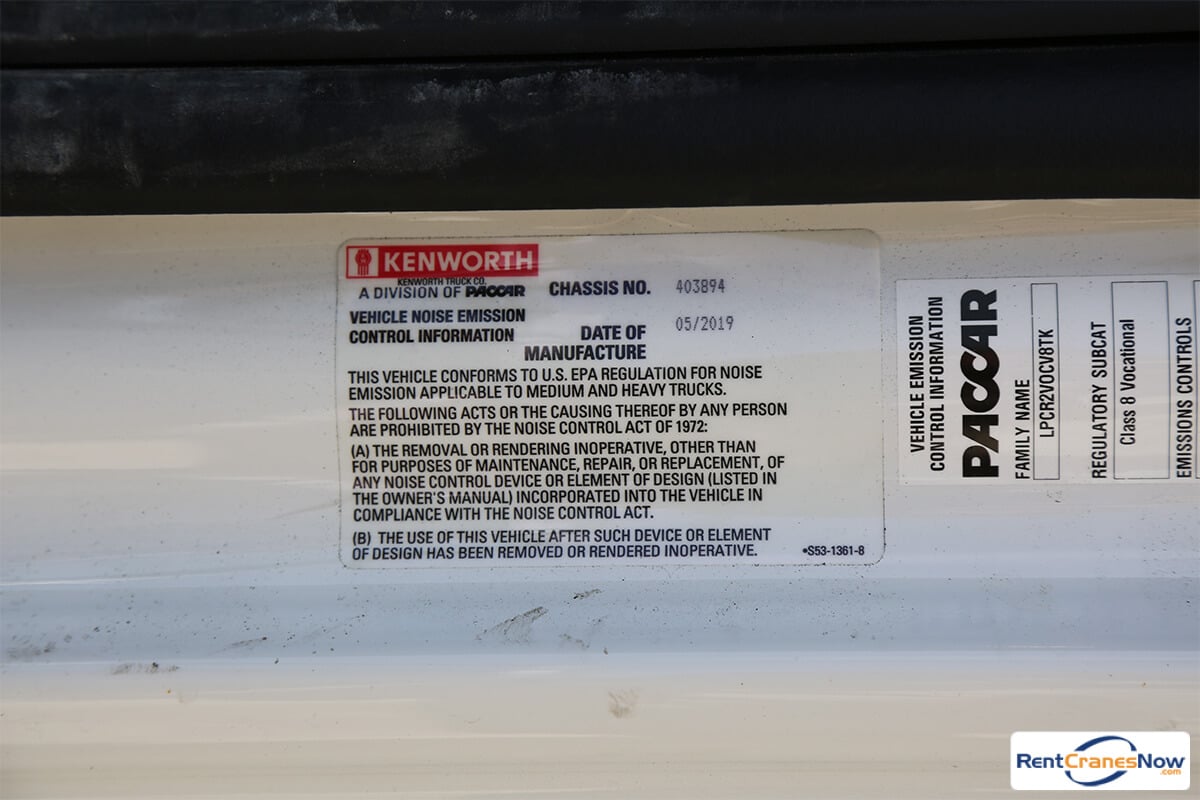 KENWORTH
KENWORTH TRUCK CO.
A DIVISION OF PACCAR
CHASSIS NO. 403894
VEHICLE NOISE EMISSION
CONTROL INFORMATION
DATE OF
MANUFACTURE
05/2019
THIS VEHICLE CONFORMS TO U.S. EPA REGULATION FOR NOISE
EMISSION APPLICABLE TO MEDIUM AND HEAVY TRUCKS.
THE FOLLOWING ACTS OR THE CAUSING THEREOF BY ANY PERSON
ARE PROHIBITED BY THE NOISE CONTROL ACT OF 1972:
(A) THE REMOVAL OR RENDERING INOPERATIVE, OTHER THAN
FOR PURPOSES OF MAINTENANCE, REPAIR, OR REPLACEMENT, OF
ANY NOISE CONTROL DEVICE OR ELEMENT OF DESIGN (LISTED IN
THE OWNER'S MANUAL) INCORPORATED INTO THE VEHICLE IN
COMPLIANCE WITH THE NOISE CONTROL ACT.
(B) THE USE OF THIS VEHICLE AFTER SUCH DEVICE OR ELEMENT
OF DESIGN HAS BEEN REMOVED OR RENDERED INOPERATIVE.
•S53-1361-8
VEHICLE EMISSION
CONTROL INFORMATION
PACCAR
FAMILY NAME
LPCR2VOCV8TK
REGULATORY SUBCAT
Class 8 Vocational
EMISSIONS CONTROLS
RentCranesNow
.com